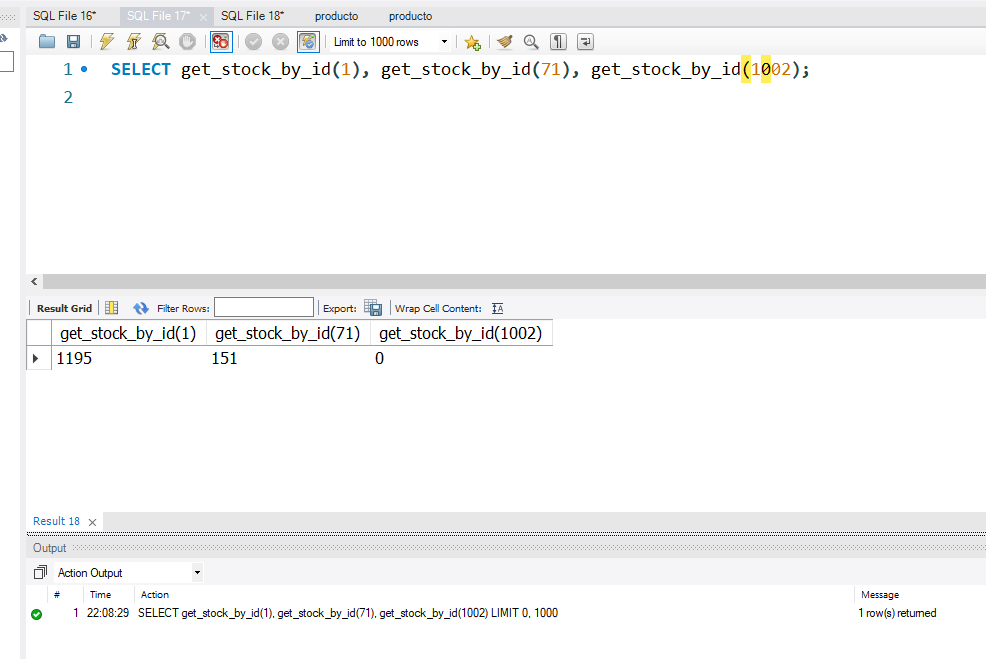 SQL File 16* SQL File 17* SQL File 18* producto producto
Limit to 1000 rows
1 SELECT get_stock_by_id(1), get_stock_by_id(71), get_stock_by_id(1002);
2
Result Grid Filter Rows: Export: Wrap Cell Content:
get_stock_by_id(1) get_stock_by_id(71) get_stock_by_id(1002)
1195 151 0
Result 18
Output
Action Output
# Time Action Message
1 22:08:29 SELECT get_stock_by_id(1), get_stock_by_id(71), get_stock_by_id(1002) LIMIT 0, 1000 1 row(s) returned